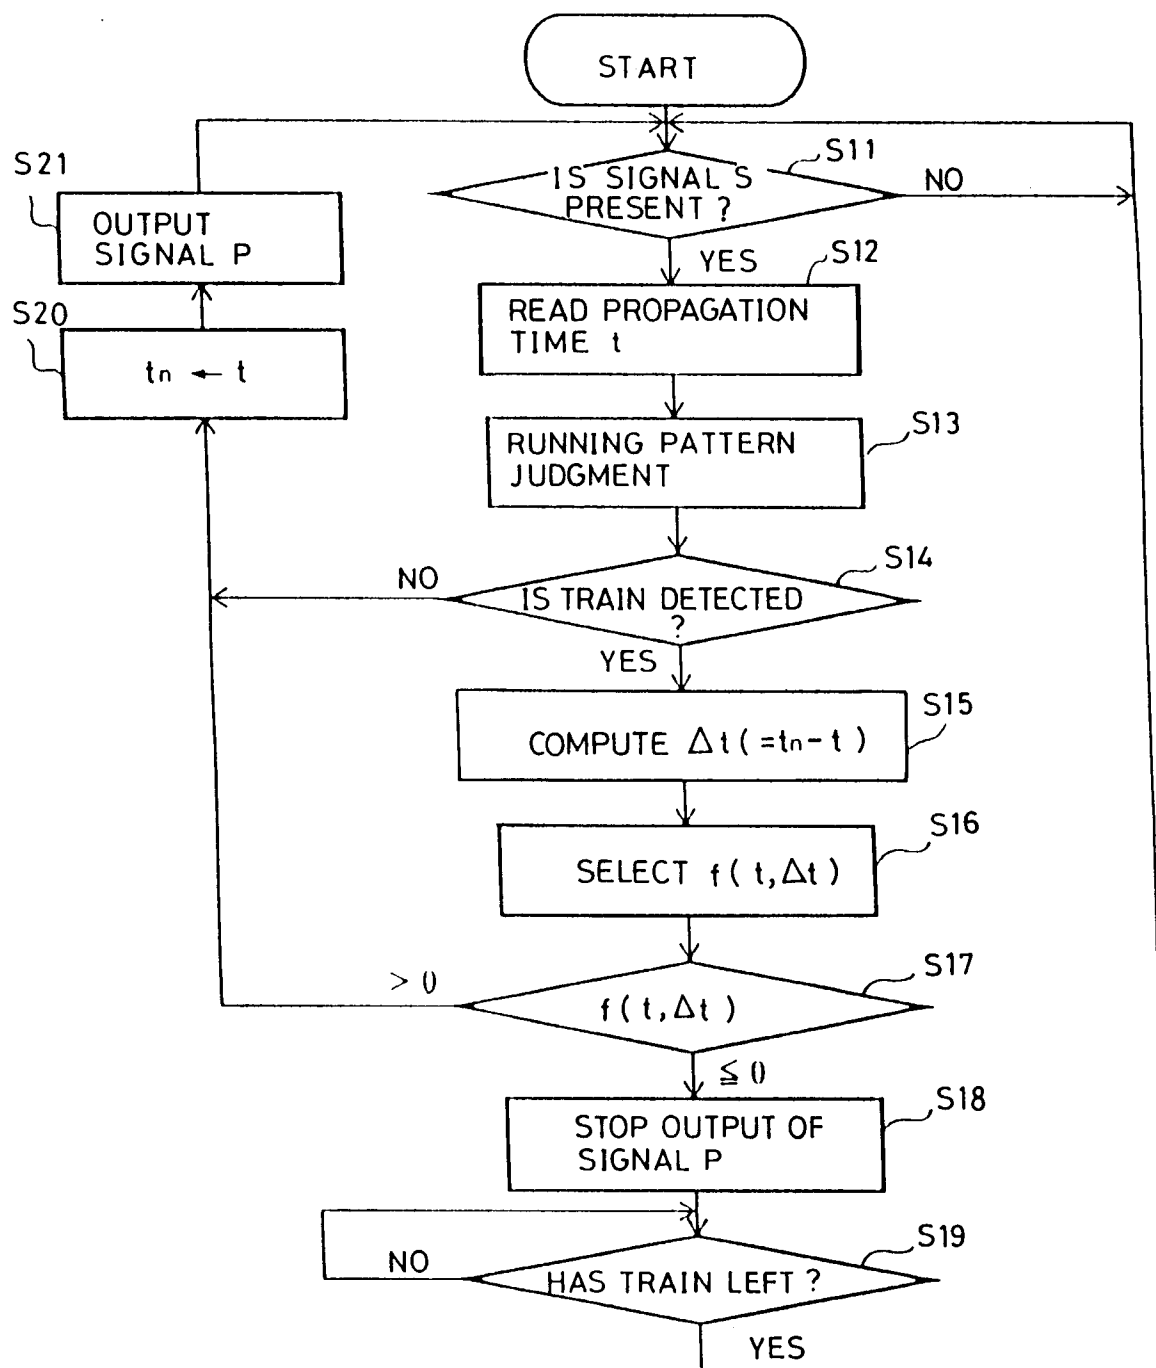 START
S11
IS SIGNAL S
PRESENT ?
NO
YES
S12
READ PROPAGATION
TIME t
S13
RUNNING PATTERN
JUDGMENT
S14
IS TRAIN DETECTED
?
NO
YES
S15
COMPUTE Δt (=tn-t)
S16
SELECT f(t,Δt)
S17
f(t,Δt)
> 0
≦ 0
S18
STOP OUTPUT OF
SIGNAL P
S19
HAS TRAIN LEFT ?
NO
YES
S20
tn ← t
S21
OUTPUT
SIGNAL P